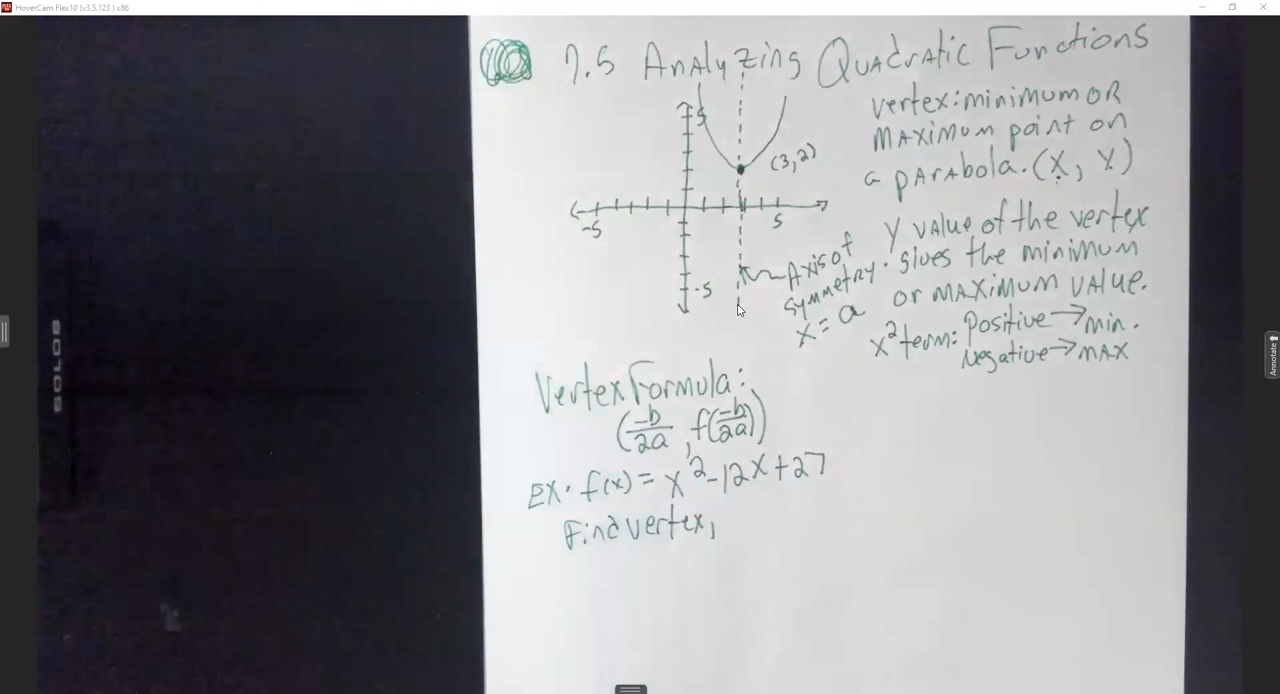 HoverCam Flex10 (v3.5.123) x86
7.5 Analyzing Quadratic Functions
5
(3,2)
-5
5
-5
Axis of
symmetry.
x = a
vertex: minimum OR
maximum point on
a parabola. (x, y)
Y value of the vertex
gives the minimum
or maximum value.
x² term: Positive → min.
Negative → max
Vertex Formula:
(-b/2a, f(-b/2a))
Ex. f(x) = x² - 12x + 27
Find vertex,
SOLO8
Annotate